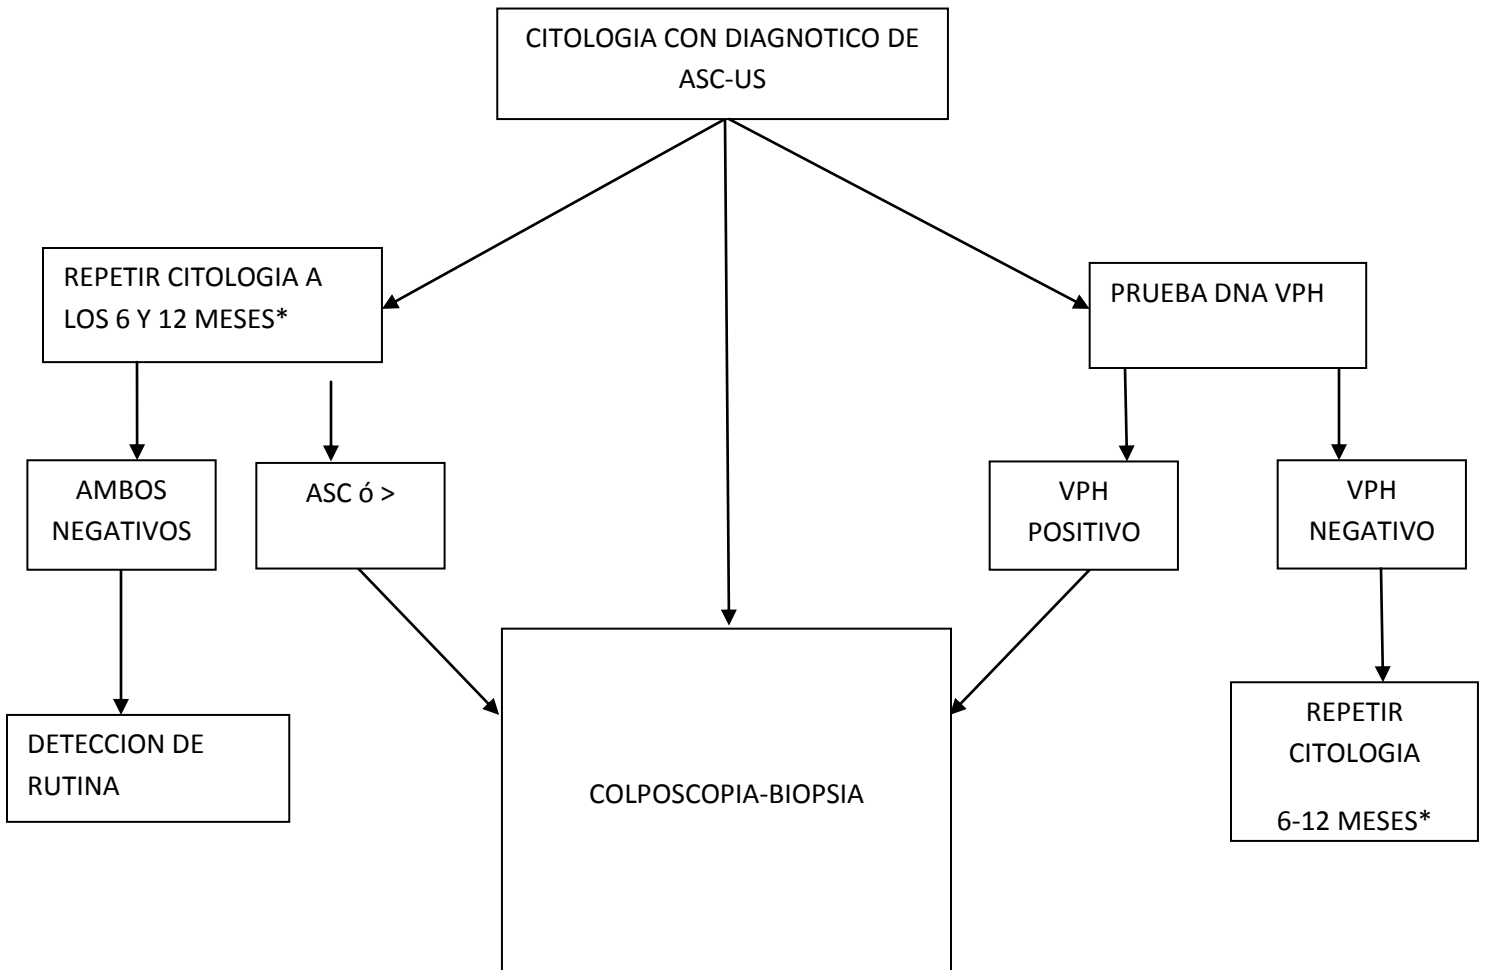 CITOLOGIA CON DIAGNOTICO DE
ASC-US
REPETIR CITOLOGIA A
LOS 6 Y 12 MESES*
PRUEBA DNA VPH
AMBOS
NEGATIVOS
ASC ó >
VPH
POSITIVO
VPH
NEGATIVO
DETECCION DE
RUTINA
COLPOSCOPIA-BIOPSIA
REPETIR
CITOLOGIA
6-12 MESES*